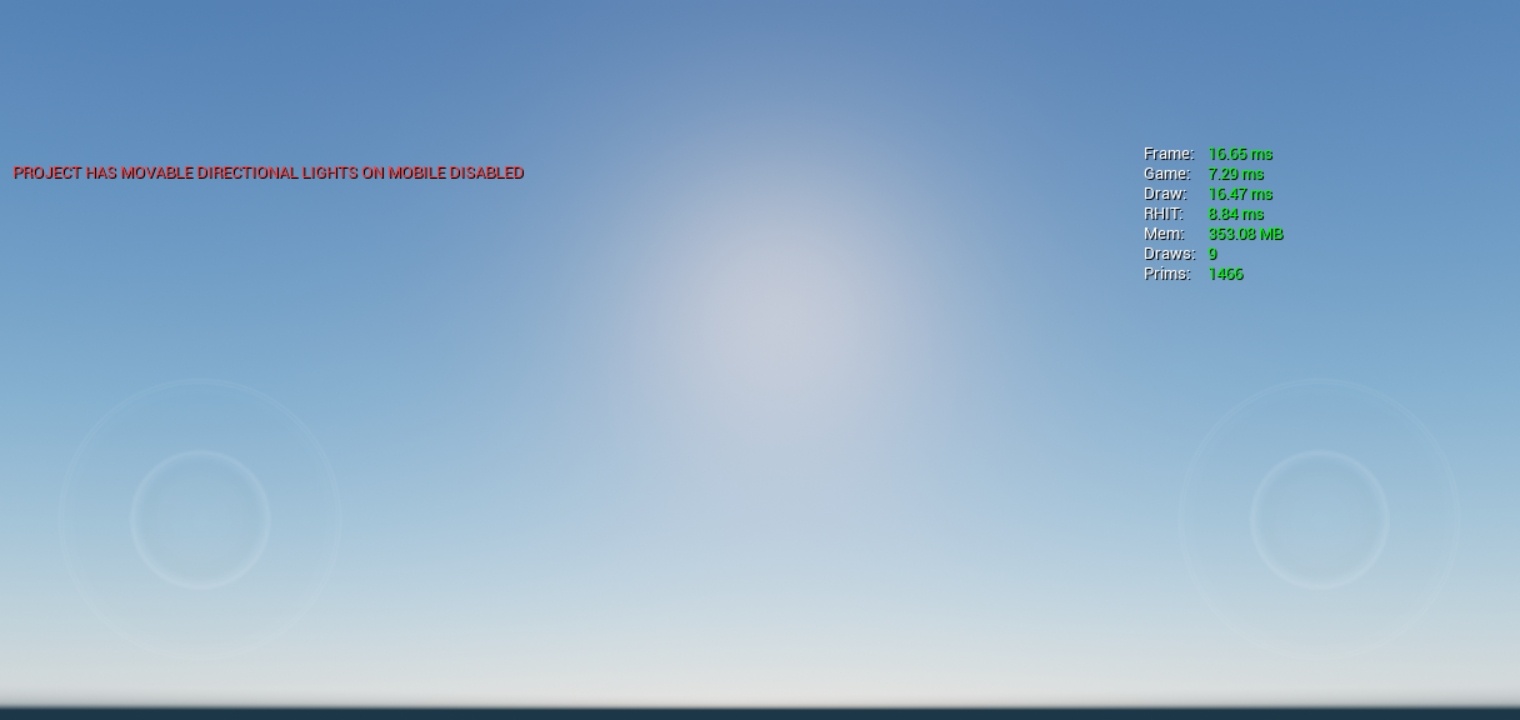 PROJECT HAS MOVABLE DIRECTIONAL LIGHTS ON MOBILE DISABLED
Frame: 16.65 ms
Game: 7.29 ms
Draw: 16.47 ms
RHIT: 8.84 ms
Mem: 353.08 MB
Draws: 9
Prims: 1466